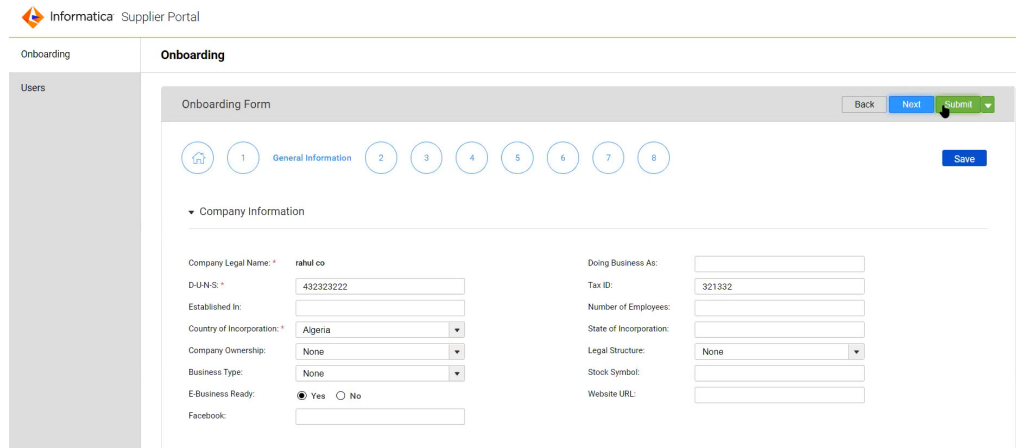 Informatica Supplier Portal
Onboarding
Onboarding
Users
Onboarding Form
Back Next Submit
1 General Information 2 3 4 5 6 7 8
Save
Company Information
Company Legal Name: * rahul co Doing Business As:
D-U-N-S: * 432323222 Tax ID: 321332
Established In: Number of Employees:
Country of Incorporation: * Algeria State of Incorporation:
Company Ownership: None Legal Structure: None
Business Type: None Stock Symbol:
E-Business Ready: Yes No Website URL:
Facebook: